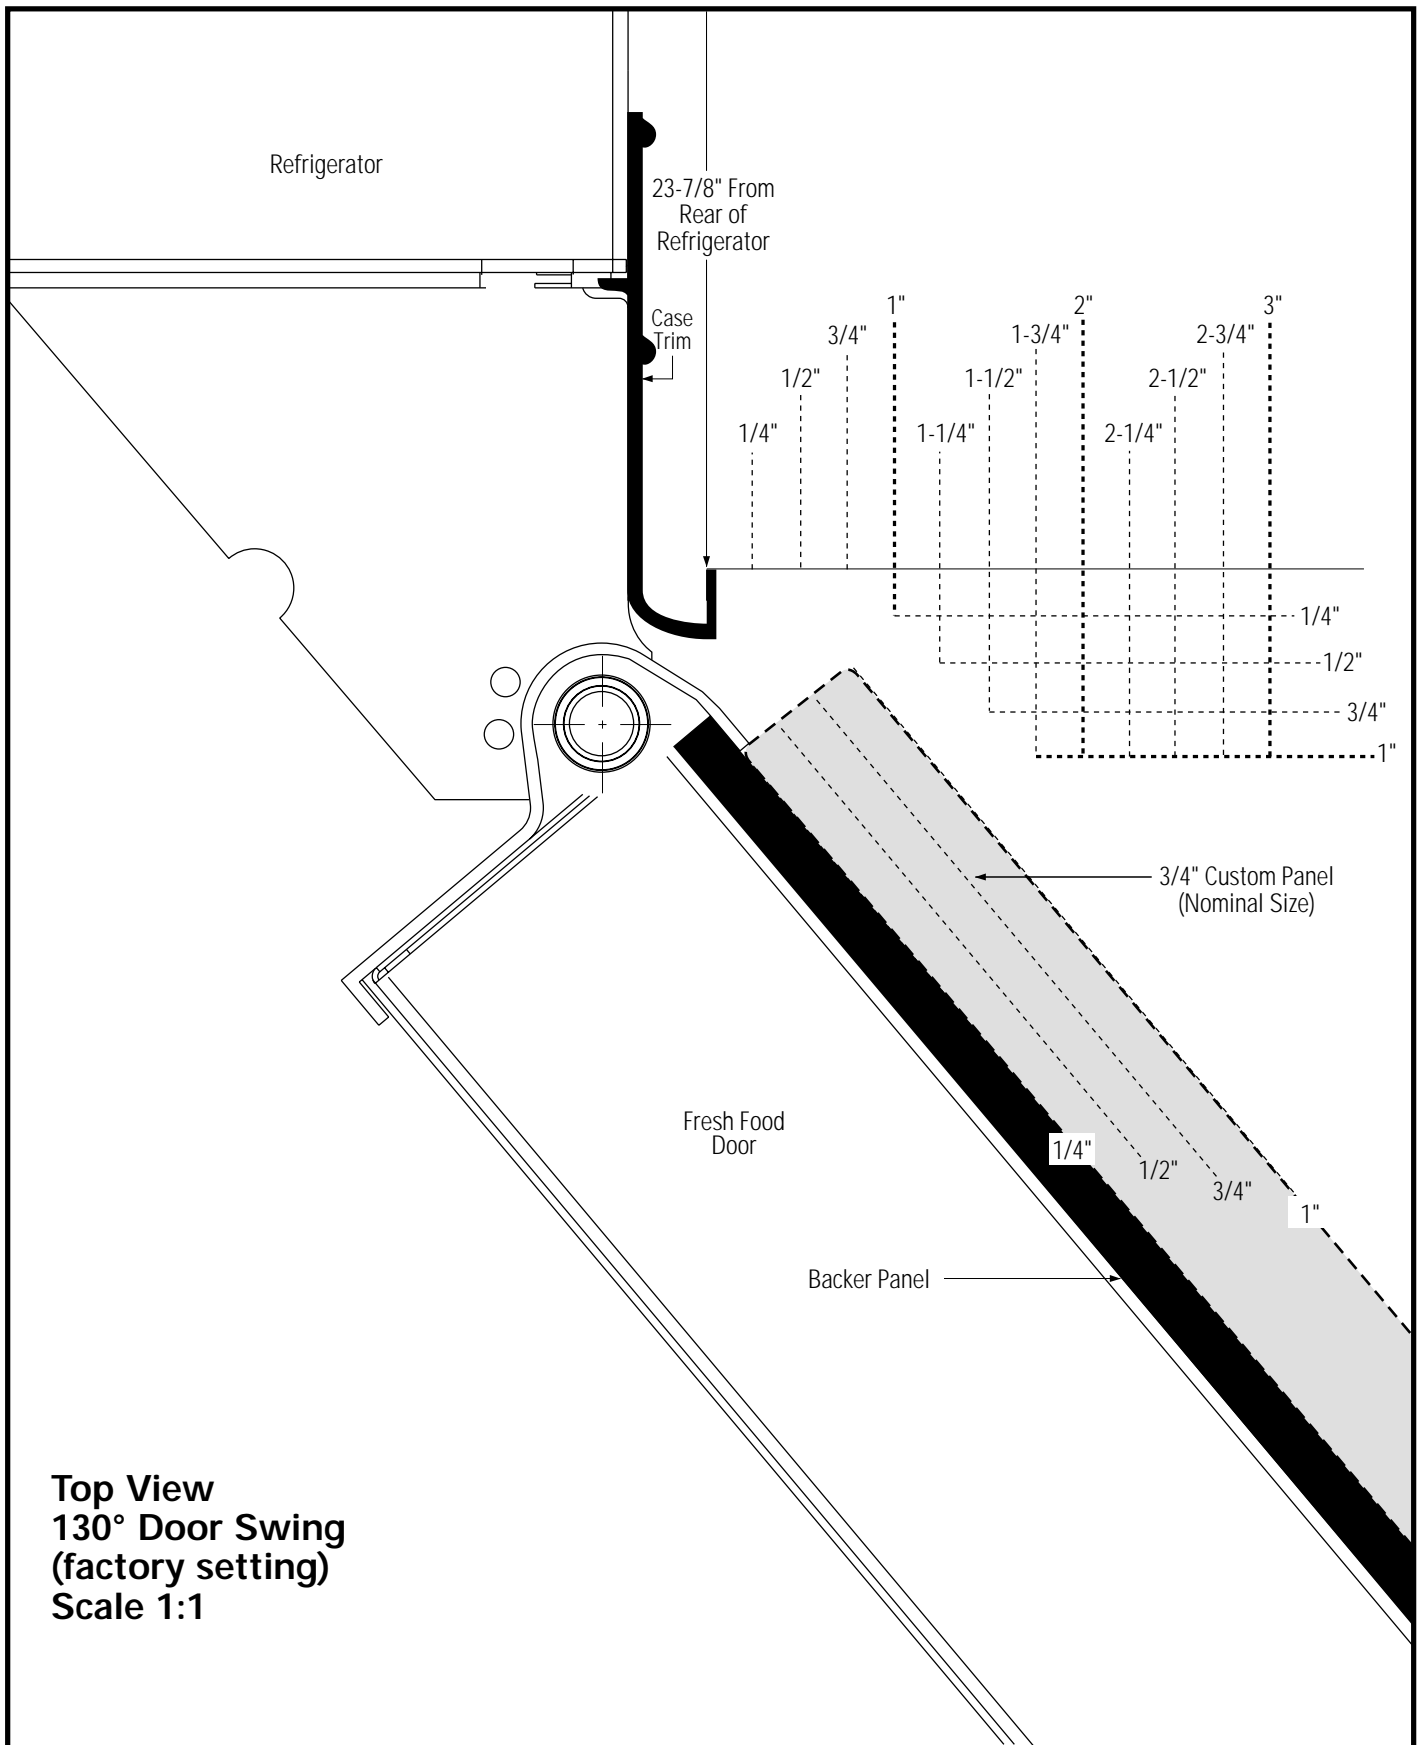 Refrigerator
23-7/8" From
Rear of
Refrigerator
Case
Trim
1"
2"
3"
3/4"
1-3/4"
2-3/4"
1/2"
1-1/2"
2-1/2"
1/4"
1-1/4"
2-1/4"
1/4"
1/2"
3/4"
1"
3/4" Custom Panel
(Nominal Size)
Fresh Food
Door
1/4"
1/2"
3/4"
1"
Backer Panel
Top View
130° Door Swing
(factory setting)
Scale 1:1